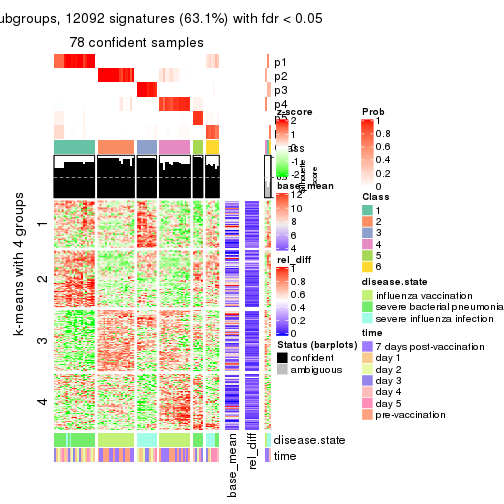 ubgroups, 12092 signatures (63.1%) with fdr < 0.05
78 confident samples
p1
p2
p3
p4
z-score
2
1
0
-1
-2
Silhouette
score
base_mean
12
10
8
6
4
rel_diff
1
0.8
0.6
0.4
0.2
0
Status (barplots)
confident
ambiguous
Prob
1
0.8
0.6
0.4
0.2
0
Class
1
2
3
4
5
6
disease.state
influenza vaccination
severe bacterial pneumonia
severe influenza infection
time
7 days post-vaccination
day 1
day 2
day 3
day 4
day 5
pre-vaccination
k-means with 4 groups
1
2
3
4
disease.state
time
base_mean
rel_diff